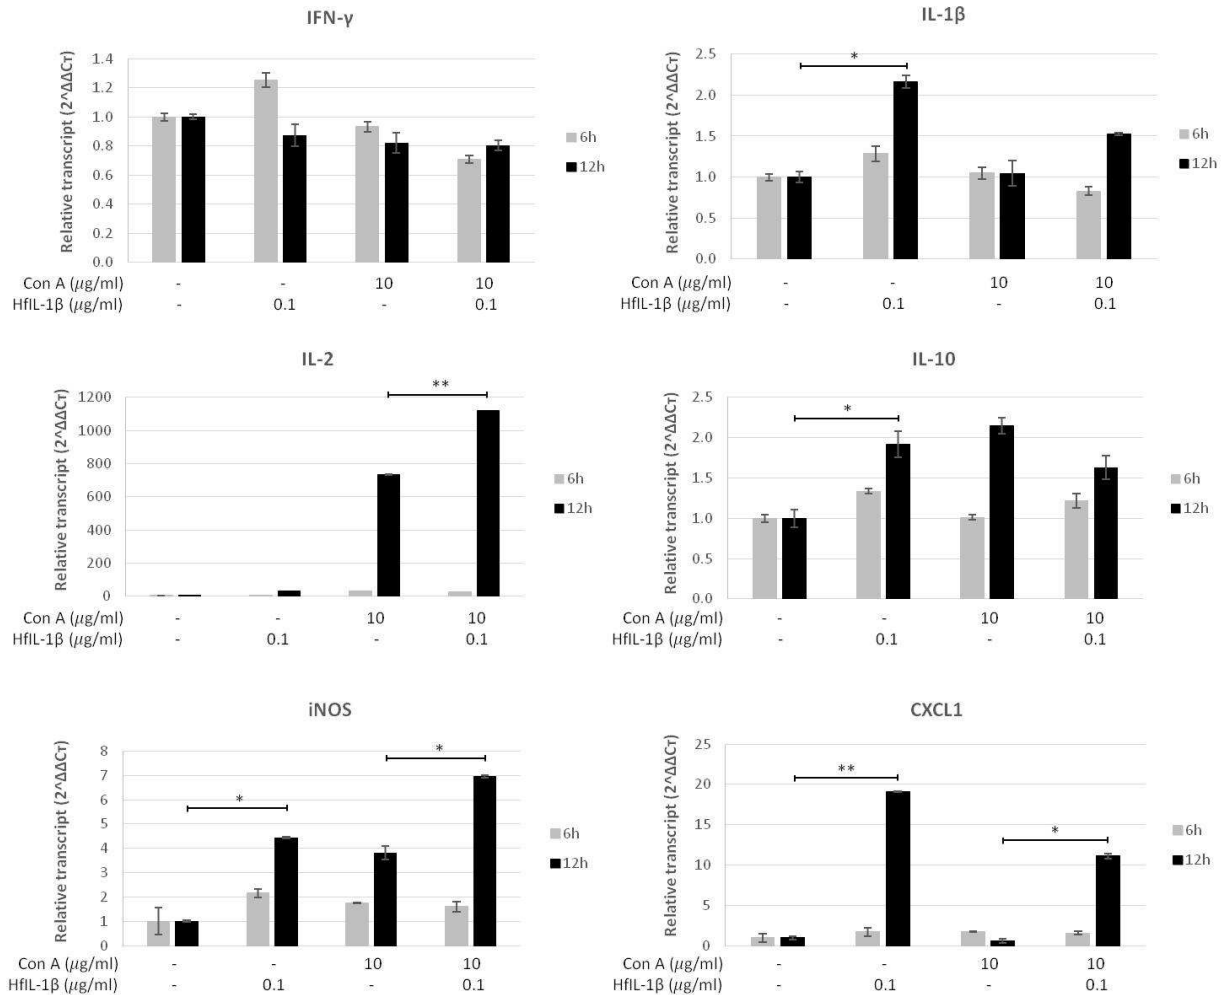 IFN-γ
Relative transcript (2^ΔΔCτ)
1.4
1.2
1.0
0.8
0.6
0.4
0.2
0.0
6h
12h
Con A (μg/ml) - - 10 10
HfIL-1β (μg/ml) - 0.1 - 0.1
IL-1β
Relative transcript (2^ΔΔCτ)
2.5
2.0
1.5
1.0
0.5
0.0
*
6h
12h
Con A (μg/ml) - - 10 10
HfIL-1β (μg/ml) - 0.1 - 0.1
IL-2
Relative transcript (2^ΔΔCτ)
1200
1000
800
600
400
200
0
**
6h
12h
Con A (μg/ml) - - 10 10
HfIL-1β (μg/ml) - 0.1 - 0.1
IL-10
Relative transcript (2^ΔΔCτ)
2.5
2.0
1.5
1.0
0.5
0.0
*
6h
12h
Con A (μg/ml) - - 10 10
HfIL-1β (μg/ml) - 0.1 - 0.1
iNOS
Relative transcript (2^ΔΔCτ)
8
7
6
5
4
3
2
1
0
*
*
6h
12h
Con A (μg/ml) - - 10 10
HfIL-1β (μg/ml) - 0.1 - 0.1
CXCL1
Relative transcript (2^ΔΔCτ)
25
20
15
10
5
0
**
*
6h
12h
Con A (μg/ml) - - 10 10
HfIL-1β (μg/ml) - 0.1 - 0.1